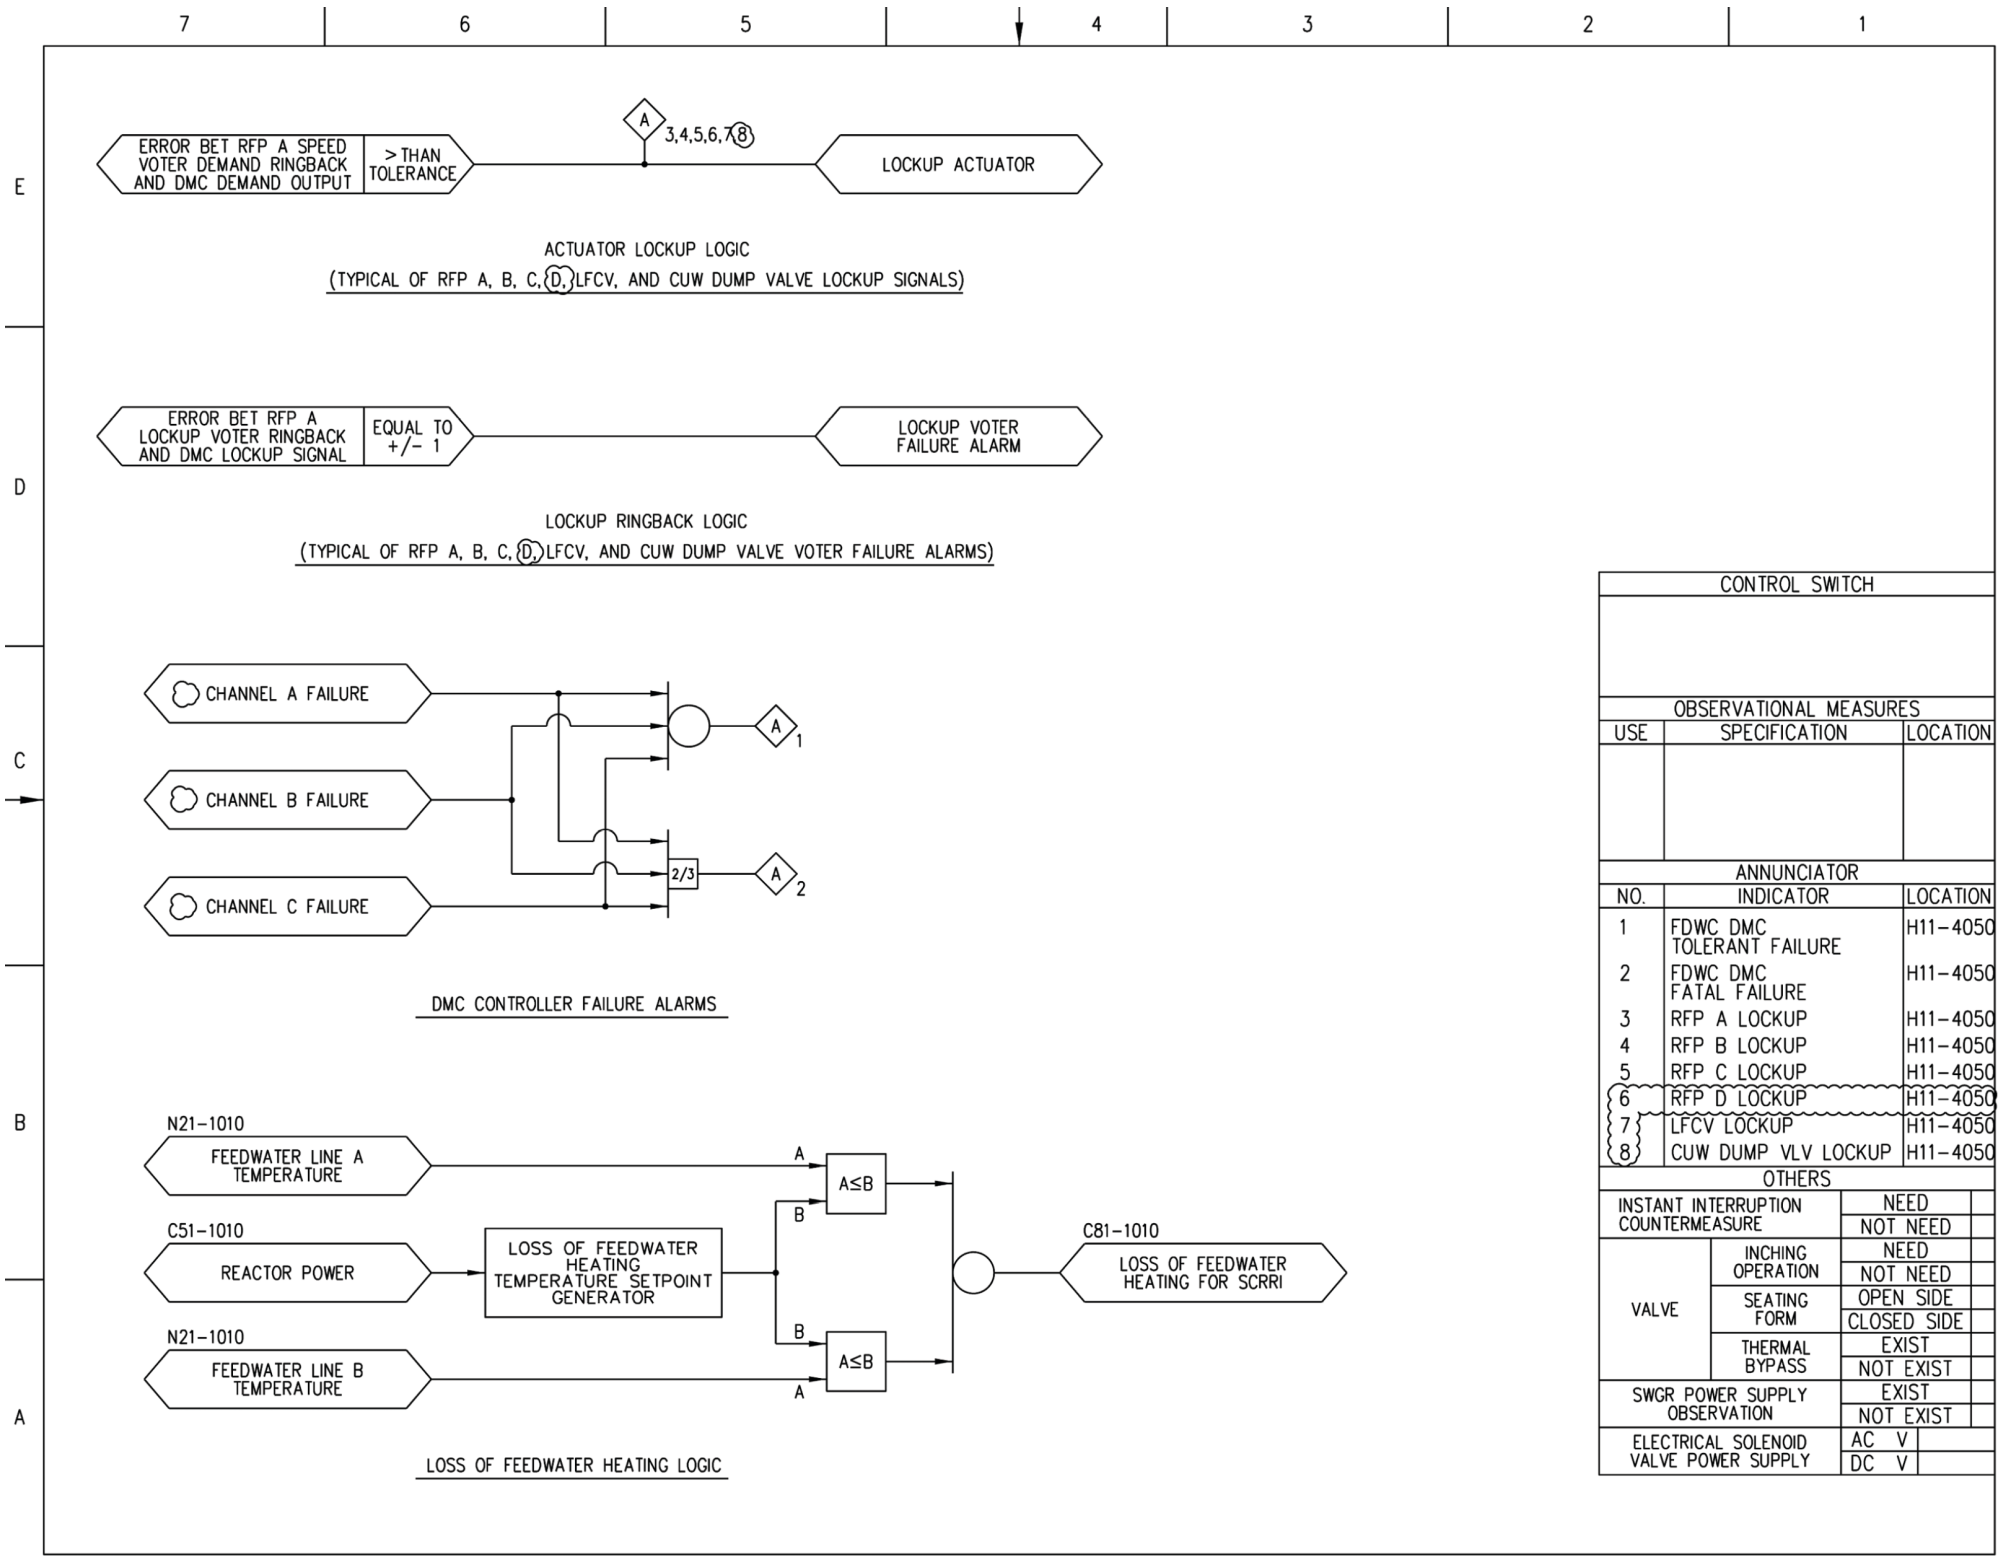 7 6 5 4 3 2 1
E
D
C
B
A
A
3,4,5,6,7,8
ERROR BET RFP A SPEED
VOTER DEMAND RINGBACK
AND DMC DEMAND OUTPUT
> THAN
TOLERANCE
LOCKUP ACTUATOR
ACTUATOR LOCKUP LOGIC
(TYPICAL OF RFP A, B, C, D, LFCV, AND CUW DUMP VALVE LOCKUP SIGNALS)
ERROR BET RFP A
LOCKUP VOTER RINGBACK
AND DMC LOCKUP SIGNAL
EQUAL TO
+/- 1
LOCKUP VOTER
FAILURE ALARM
LOCKUP RINGBACK LOGIC
(TYPICAL OF RFP A, B, C, D, LFCV, AND CUW DUMP VALVE VOTER FAILURE ALARMS)
CHANNEL A FAILURE
A
1
CHANNEL B FAILURE
2/3
A
2
CHANNEL C FAILURE
DMC CONTROLLER FAILURE ALARMS
N21-1010
FEEDWATER LINE A
TEMPERATURE
A
A≤B
B
C51-1010
REACTOR POWER
LOSS OF FEEDWATER
HEATING
TEMPERATURE SETPOINT
GENERATOR
C81-1010
LOSS OF FEEDWATER
HEATING FOR SCRRI
N21-1010
FEEDWATER LINE B
TEMPERATURE
B
A≤B
A
LOSS OF FEEDWATER HEATING LOGIC
CONTROL SWITCH
OBSERVATIONAL MEASURES
USE SPECIFICATION LOCATION
ANNUNCIATOR
NO. INDICATOR LOCATION
1 FDWC DMC H11-4050
TOLERANT FAILURE
2 FDWC DMC H11-4050
FATAL FAILURE
3 RFP A LOCKUP H11-4050
4 RFP B LOCKUP H11-4050
5 RFP C LOCKUP H11-4050
6 RFP D LOCKUP H11-4050
7 LFCV LOCKUP H11-4050
8 CUW DUMP VLV LOCKUP H11-4050
OTHERS
INSTANT INTERRUPTION
COUNTERMEASURE
NEED
NOT NEED
VALVE
INCHING
OPERATION
NEED
NOT NEED
SEATING
FORM
OPEN SIDE
CLOSED SIDE
THERMAL
BYPASS
EXIST
NOT EXIST
SWGR POWER SUPPLY
OBSERVATION
EXIST
NOT EXIST
ELECTRICAL SOLENOID
VALVE POWER SUPPLY
AC V
DC V